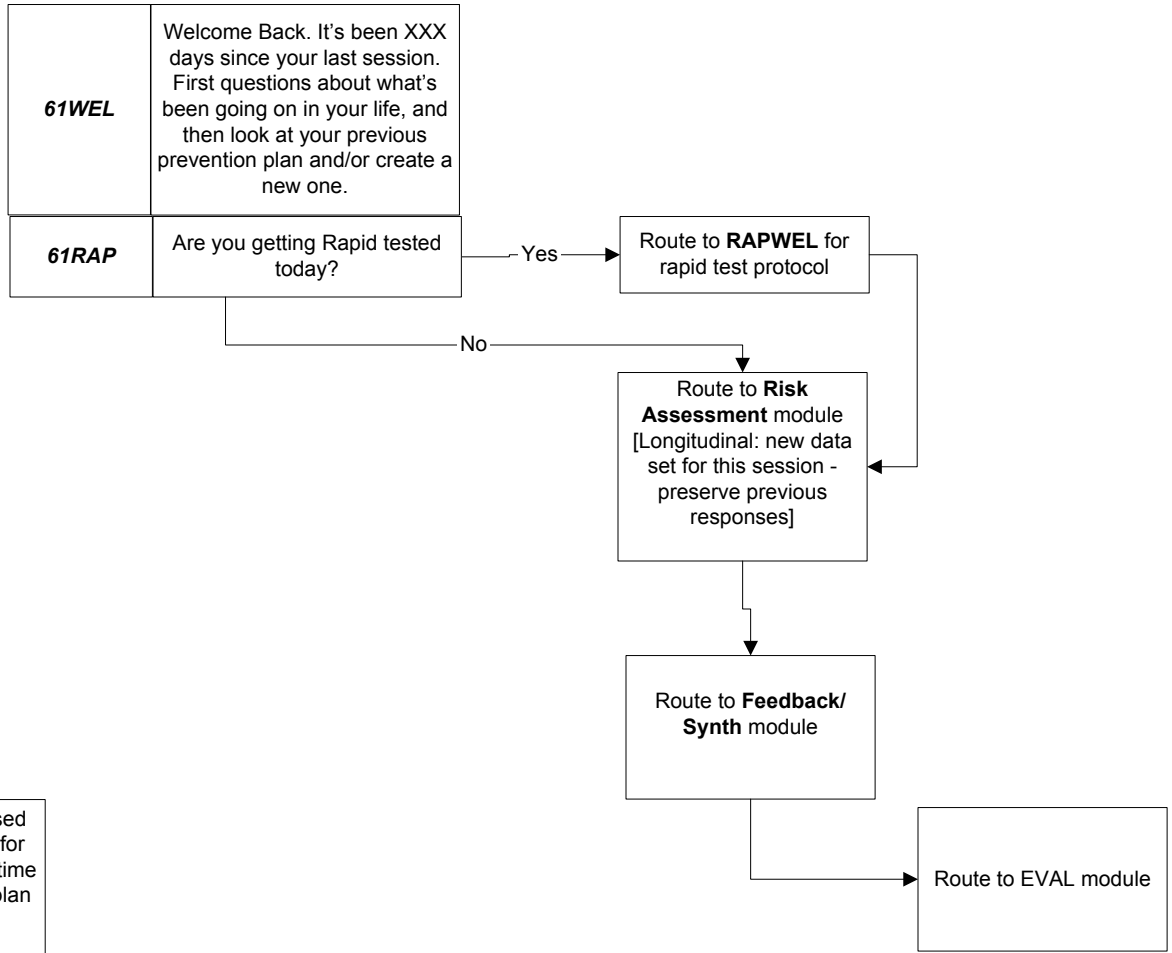 61WEL
Welcome Back. It's been XXX
days since your last session.
First questions about what's
been going on in your life, and
then look at your previous
prevention plan and/or create a
new one.
61RAP
Are you getting Rapid tested
today?
Yes
Route to RAPWEL for
rapid test protocol
No
Route to Risk
Assessment module
[Longitudinal: new data
set for this session -
preserve previous
responses]
Route to Feedback/
Synth module
for
time
Route to EVAL module